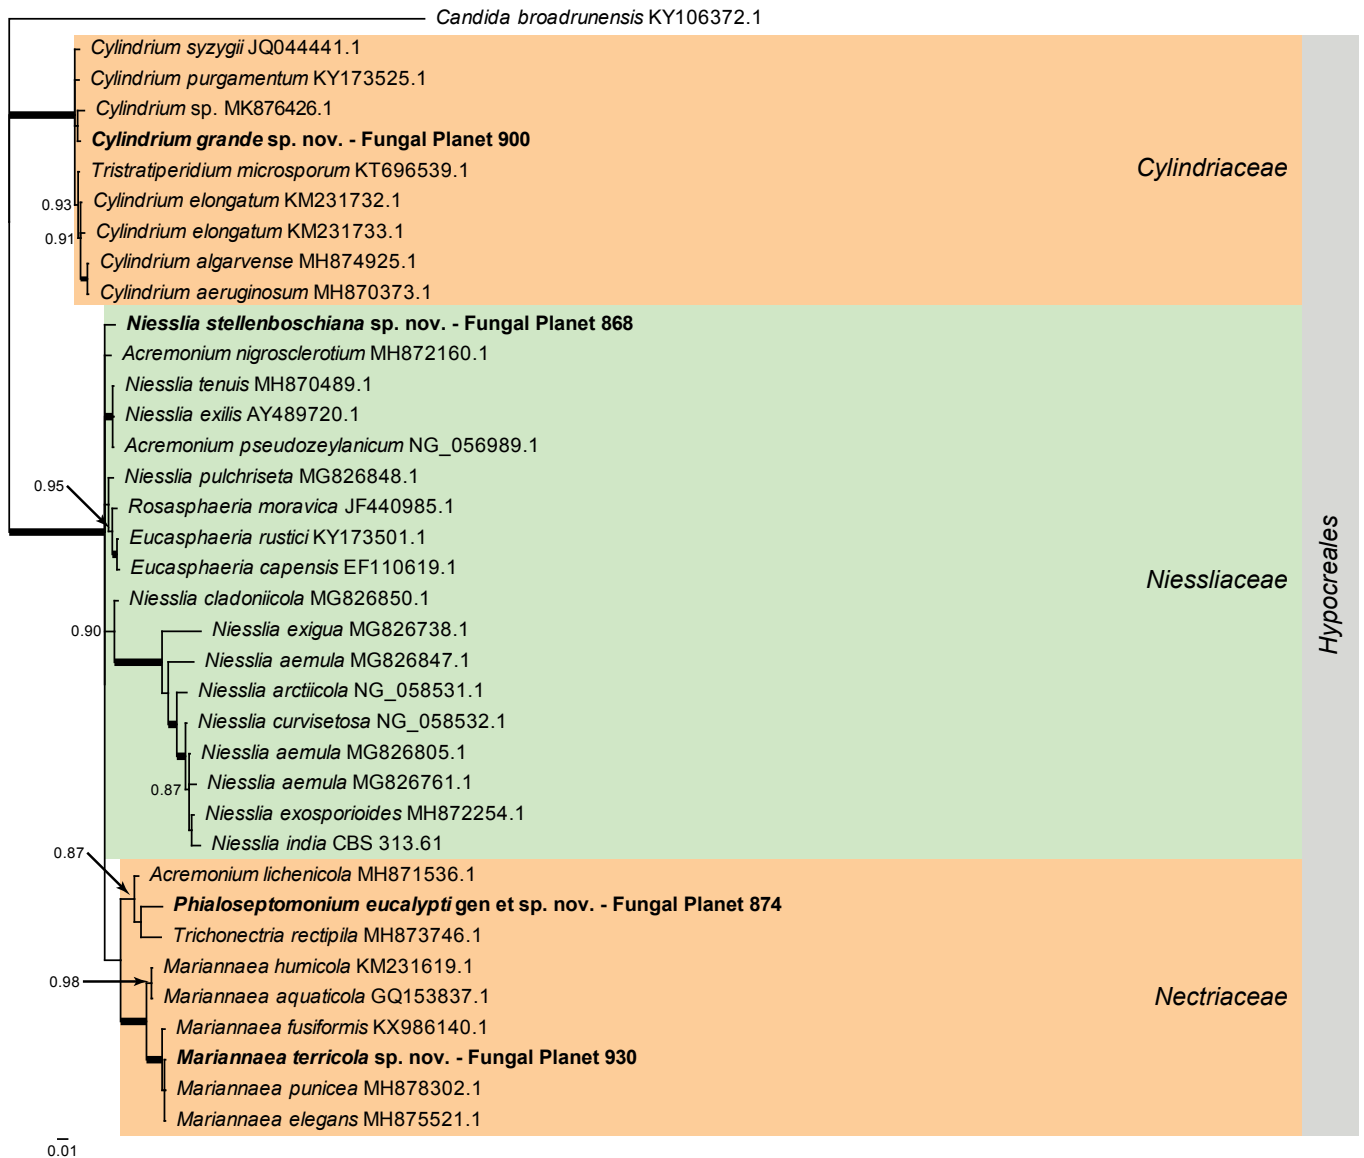 Candida broadrunensis KY106372.1
Cylindrium syzygii JQ044441.1
Cylindrium purgamentum KY173525.1
Cylindrium sp. MK876426.1
Cylindrium grande sp. nov. - Fungal Planet 900
Tristratiperidium microsporum KT696539.1
Cylindriaceae
0.93
Cylindrium elongatum KM231732.1
Cylindrium elongatum KM231733.1
0.91
Cylindrium algarvense MH874925.1
Cylindrium aeruginosum MH870373.1
Niesslia stellenboschiana sp. nov. - Fungal Planet 868
Acremonium nigrosclerotium MH872160.1
Niesslia tenuis MH870489.1
Niesslia exilis AY489720.1
Acremonium pseudozeylanicum NG_056989.1
Niesslia pulchriseta MG826848.1
0.95
Rosasphaeria moravica JF440985.1
Eucasphaeria rustici KY173501.1
Eucasphaeria capensis EF110619.1
Niessliaceae
Hypocreales
Niesslia cladoniicola MG826850.1
0.90
Niesslia exigua MG826738.1
Niesslia aemula MG826847.1
Niesslia arctiicola NG_058531.1
Niesslia curvisetosa NG_058532.1
Niesslia aemula MG826805.1
Niesslia aemula MG826761.1
0.87
Niesslia exosporioides MH872254.1
Niesslia india CBS 313.61
0.87
Acremonium lichenicola MH871536.1
Phialoseptomonium eucalypti gen et sp. nov. - Fungal Planet 874
Trichonectria rectipila MH873746.1
Mariannaea humicola KM231619.1
0.98
Mariannaea aquaticola GQ153837.1
Nectriaceae
Mariannaea fusiformis KX986140.1
Mariannaea terricola sp. nov. - Fungal Planet 930
Mariannaea punicea MH878302.1
Mariannaea elegans MH875521.1
0.01